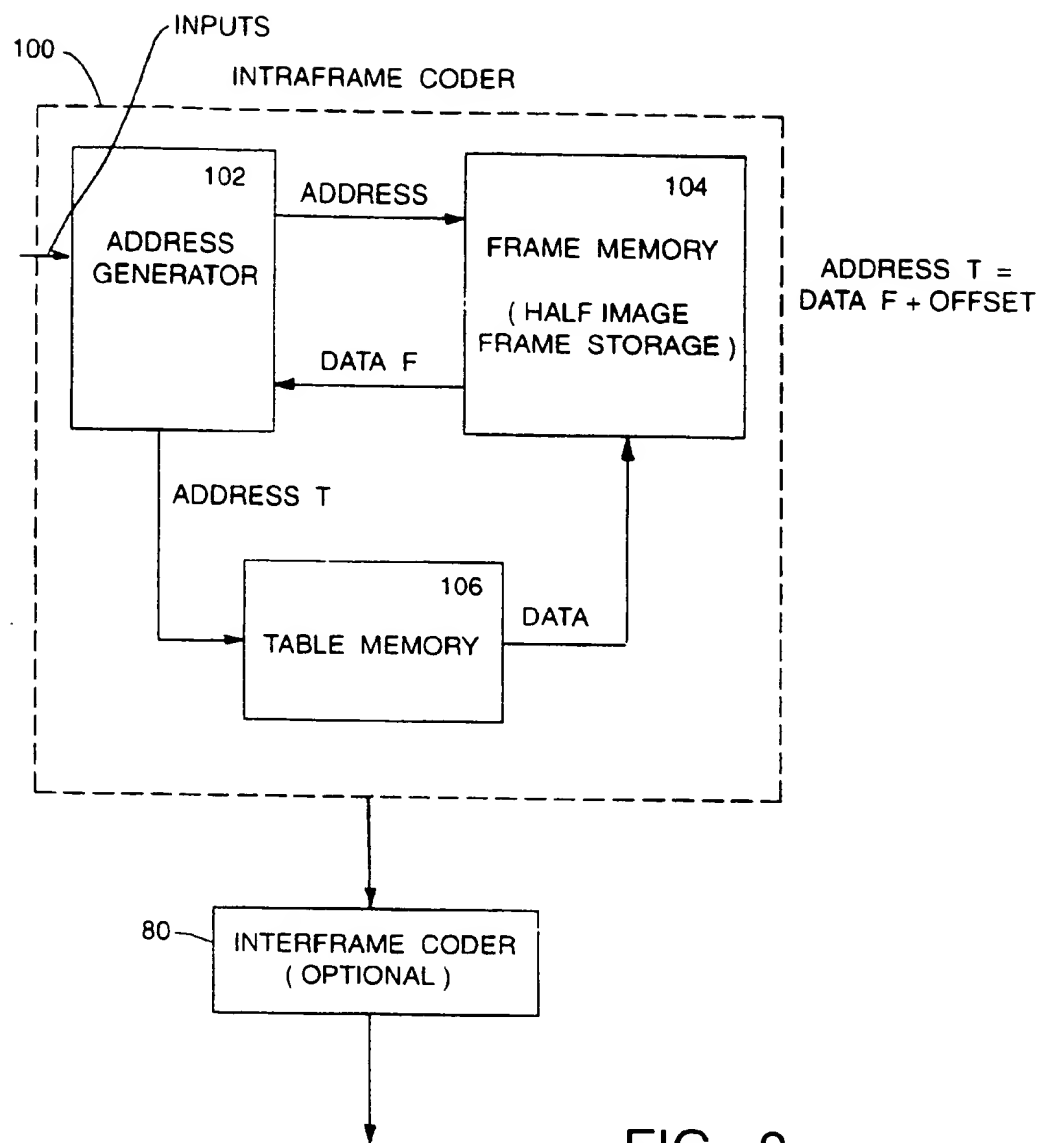 INPUTS
100
INTRAFRAME CODER
102
ADDRESS
GENERATOR
ADDRESS
104
FRAME MEMORY
( HALF IMAGE
FRAME STORAGE )
DATA F
ADDRESS T =
DATA F + OFFSET
ADDRESS T
106
TABLE MEMORY
DATA
80
INTERFRAME CODER
( OPTIONAL )
FIG.